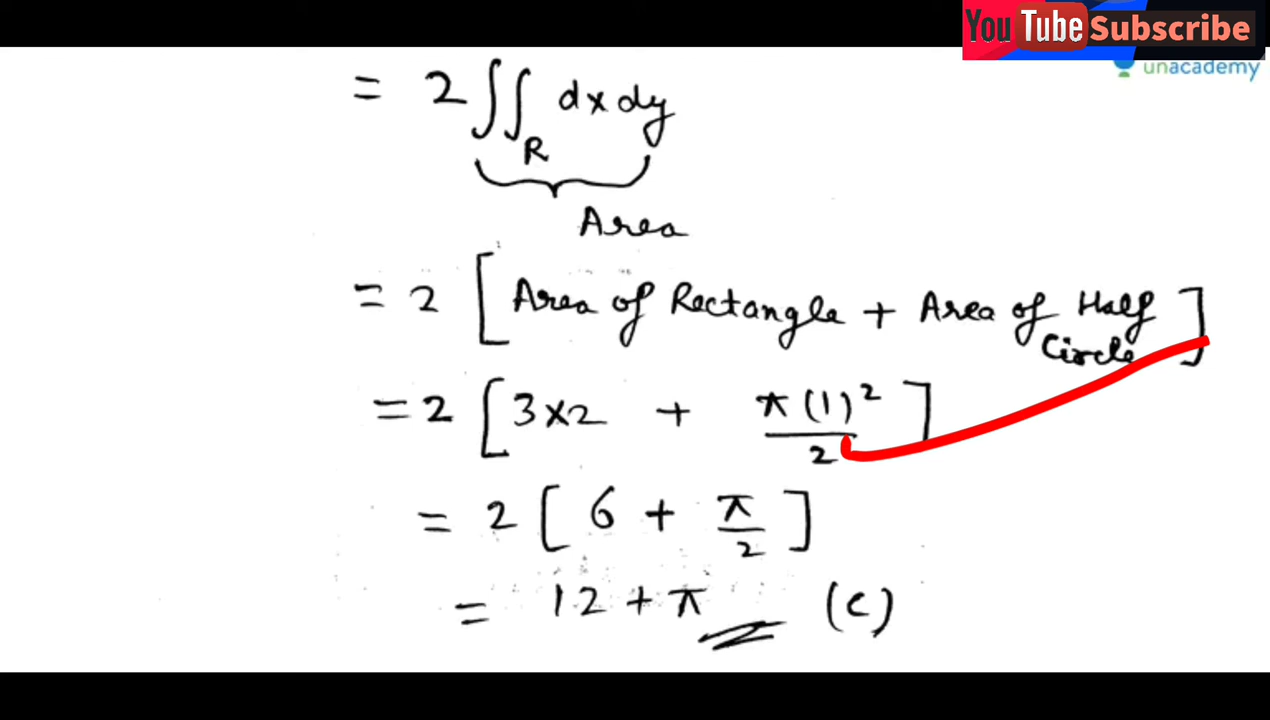 YouTube Subscribe
unacademy
= 2 ∬_R dx dy
Area
= 2 [ Area of Rectangle + Area of Half Circle ]
= 2 [ 3×2 + π(1)²/2 ]
= 2 [ 6 + π/2 ]
= 12 + π (C)